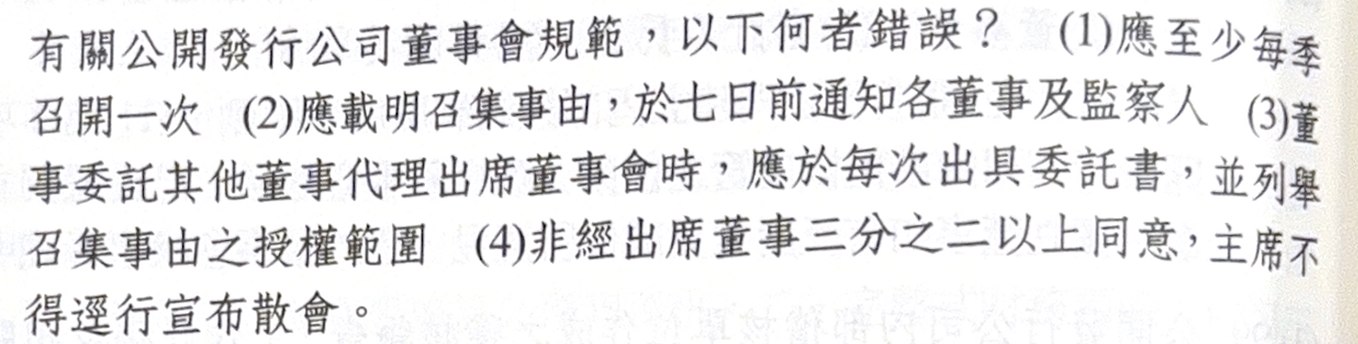 有關公開發行公司董事會規範，以下何者錯誤？ (1)應至少每季
召開一次 (2)應載明召集事由，於七日前通知各董事及監察人 (3)董
事委託其他董事代理出席董事會時，應於每次出具委託書，並列舉
召集事由之授權範圍 (4)非經出席董事三分之二以上同意，主席不
得逕行宣布散會。